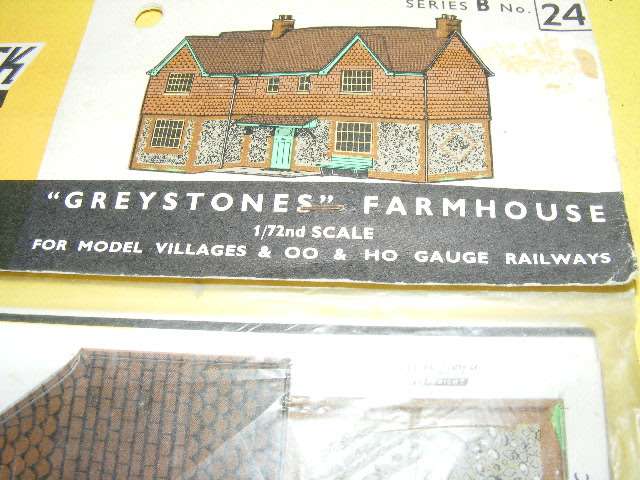 SERIES B No. 24
"GREYSTONES" FARMHOUSE
1/72nd SCALE
FOR MODEL VILLAGES & OO & HO GAUGE RAILWAYS